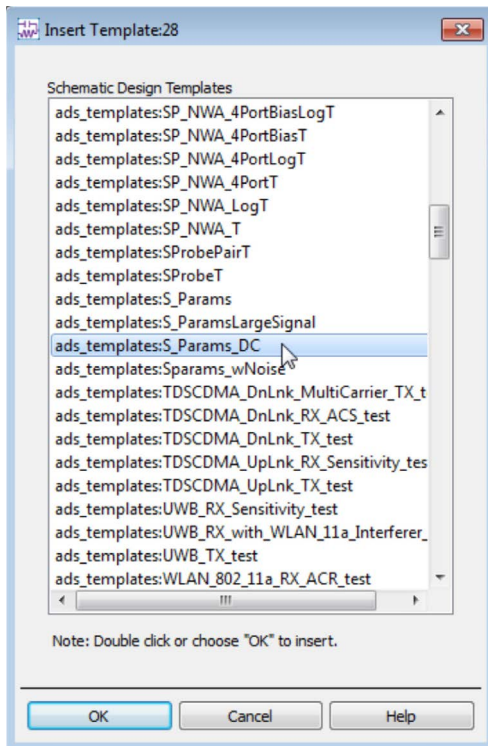 Insert Template:28
Schematic Design Templates
ads_templates:SP_NWA_4PortBiasLogT
ads_templates:SP_NWA_4PortBiasT
ads_templates:SP_NWA_4PortLogT
ads_templates:SP_NWA_4PortT
ads_templates:SP_NWA_LogT
ads_templates:SP_NWA_T
ads_templates:SProbePairT
ads_templates:SProbeT
ads_templates:S_Params
ads_templates:S_ParamsLargeSignal
ads_templates:S_Params_DC
ads_templates:Sparams_wNoise
ads_templates:TDSCDMA_DnLnk_MultiCarrier_TX_t
ads_templates:TDSCDMA_DnLnk_RX_ACS_test
ads_templates:TDSCDMA_DnLnk_TX_test
ads_templates:TDSCDMA_UpLnk_RX_Sensitivity_tes
ads_templates:TDSCDMA_UpLnk_TX_test
ads_templates:UWB_RX_Sensitivity_test
ads_templates:UWB_RX_with_WLAN_11a_Interferer_
ads_templates:UWB_TX_test
ads_templates:WLAN_802_11a_RX_ACR_test
Note: Double click or choose "OK" to insert.
OK Cancel Help